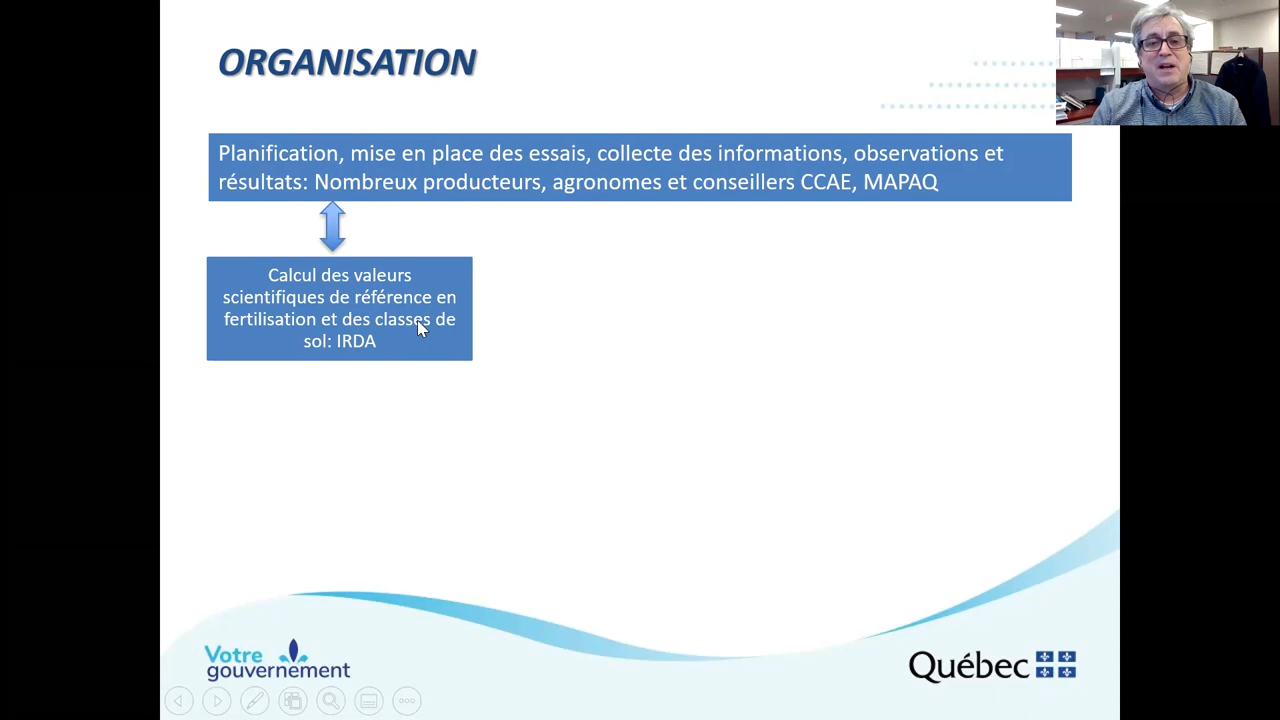 ORGANISATION
Planification, mise en place des essais, collecte des informations, observations et
résultats: Nombreux producteurs, agronomes et conseillers CCAE, MAPAQ
Calcul des valeurs
scientifiques de référence en
fertilisation et des classes de
sol: IRDA
Votre
gouvernement
Québec